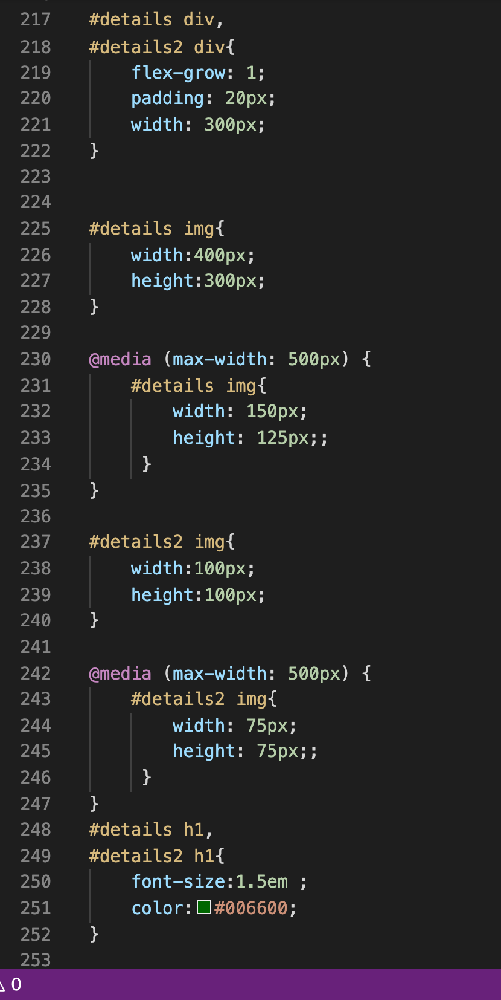 217 #details div,
218 #details2 div{
219 flex-grow: 1;
220 padding: 20px;
221 width: 300px;
222 }
223
224
225 #details img{
226 width:400px;
227 height:300px;
228 }
229
230 @media (max-width: 500px) {
231 #details img{
232 width: 150px;
233 height: 125px;;
234 }
235 }
236
237 #details2 img{
238 width:100px;
239 height:100px;
240 }
241
242 @media (max-width: 500px) {
243 #details2 img{
244 width: 75px;
245 height: 75px;;
246 }
247 }
248 #details h1,
249 #details2 h1{
250 font-size:1.5em ;
251 color:#006600;
252 }
253
0